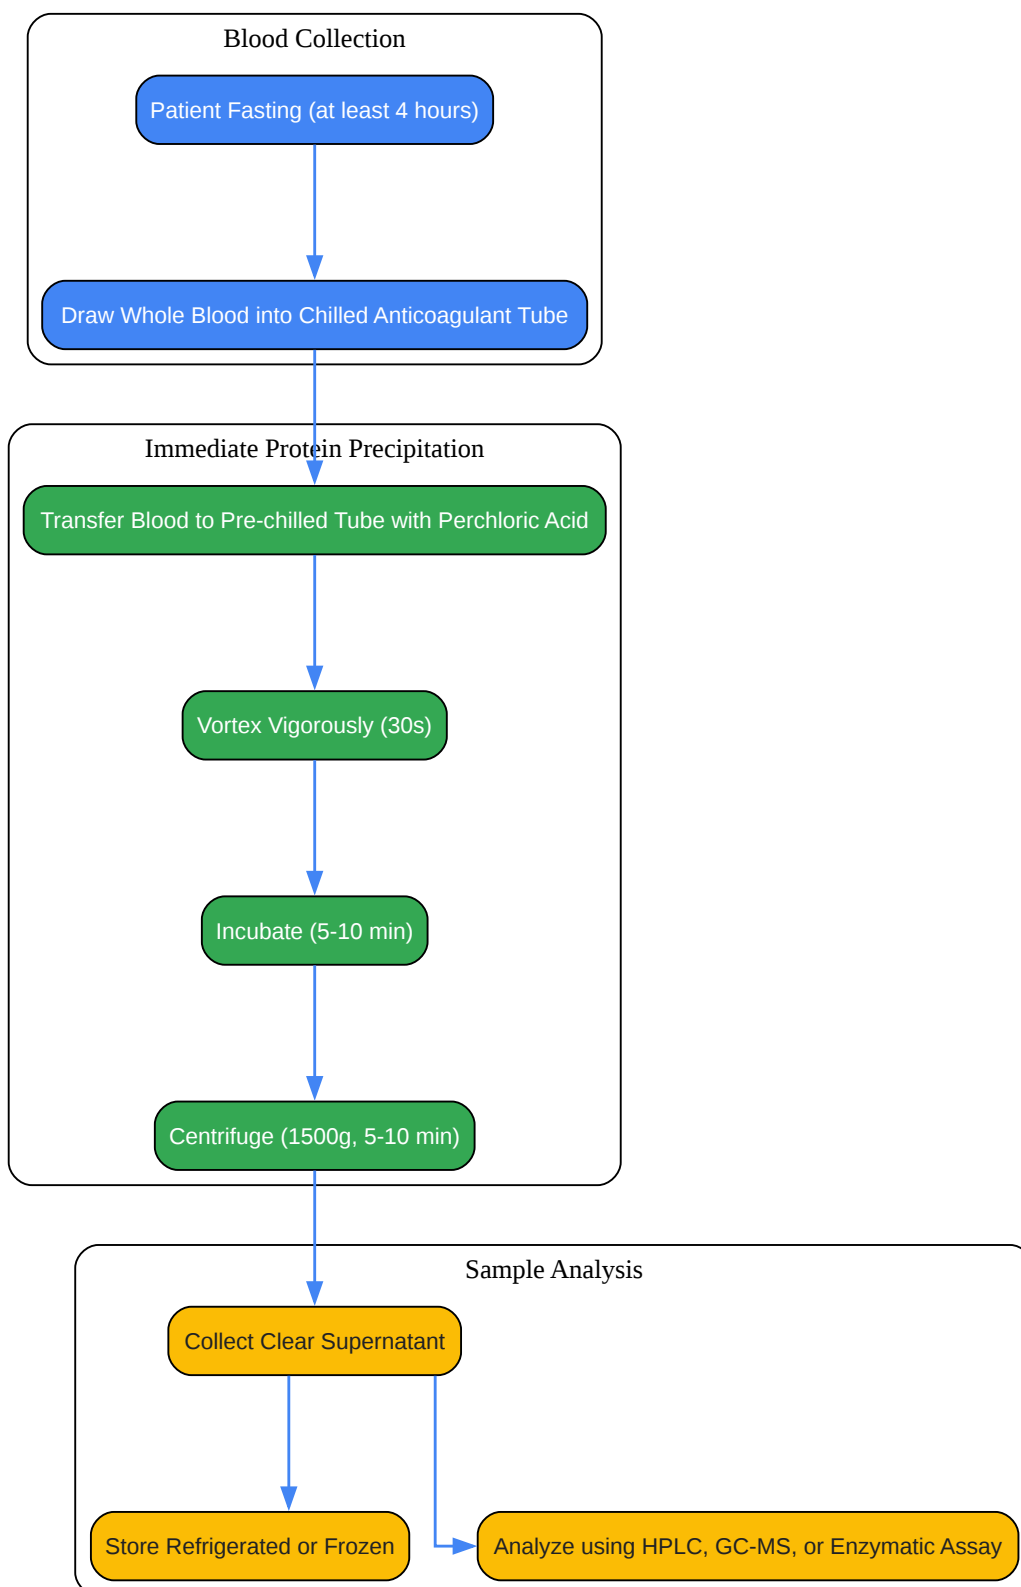 Blood Collection
Patient Fasting (at least 4 hours)
Draw Whole Blood into Chilled Anticoagulant Tube
Immediate Protein Precipitation
Transfer Blood to Pre-chilled Tube with Perchloric Acid
Vortex Vigorously (30s)
Incubate (5-10 min)
Centrifuge (1500g, 5-10 min)
Sample Analysis
Collect Clear Supernatant
Store Refrigerated or Frozen
Analyze using HPLC, GC-MS, or Enzymatic Assay